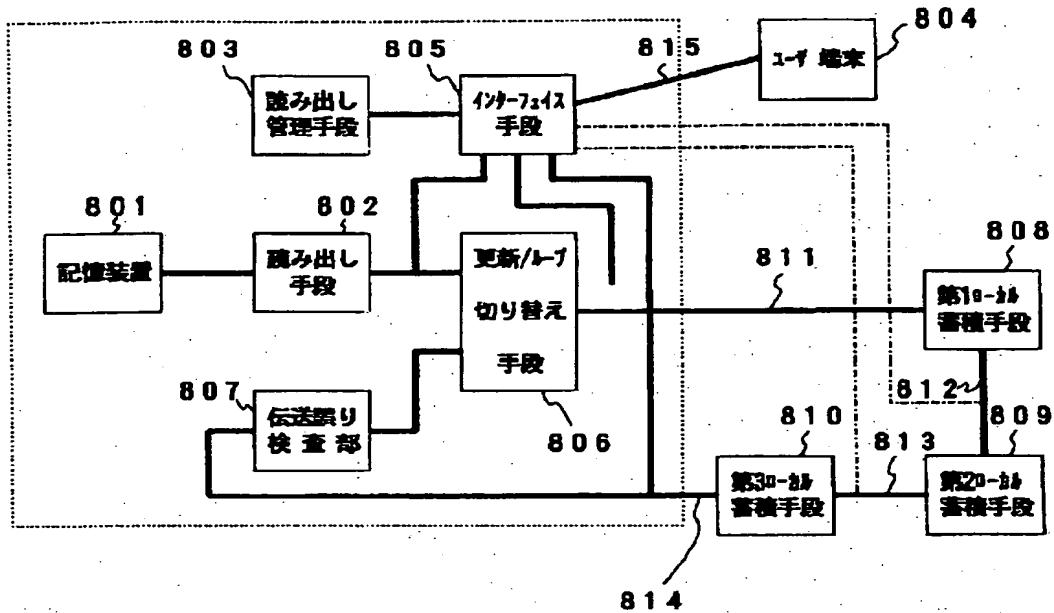 803
805
815
804
ユーザ 端末
読み出し
管理手段
インターフェイス
手段
801
802
記憶装置
読み出し
手段
更新/ループ
切り替え
手段
811
808
第1ローカル
蓄積手段
807
伝送誤り
検査部
806
812
810
813
809
第3ローカル
蓄積手段
第2ローカル
蓄積手段
814